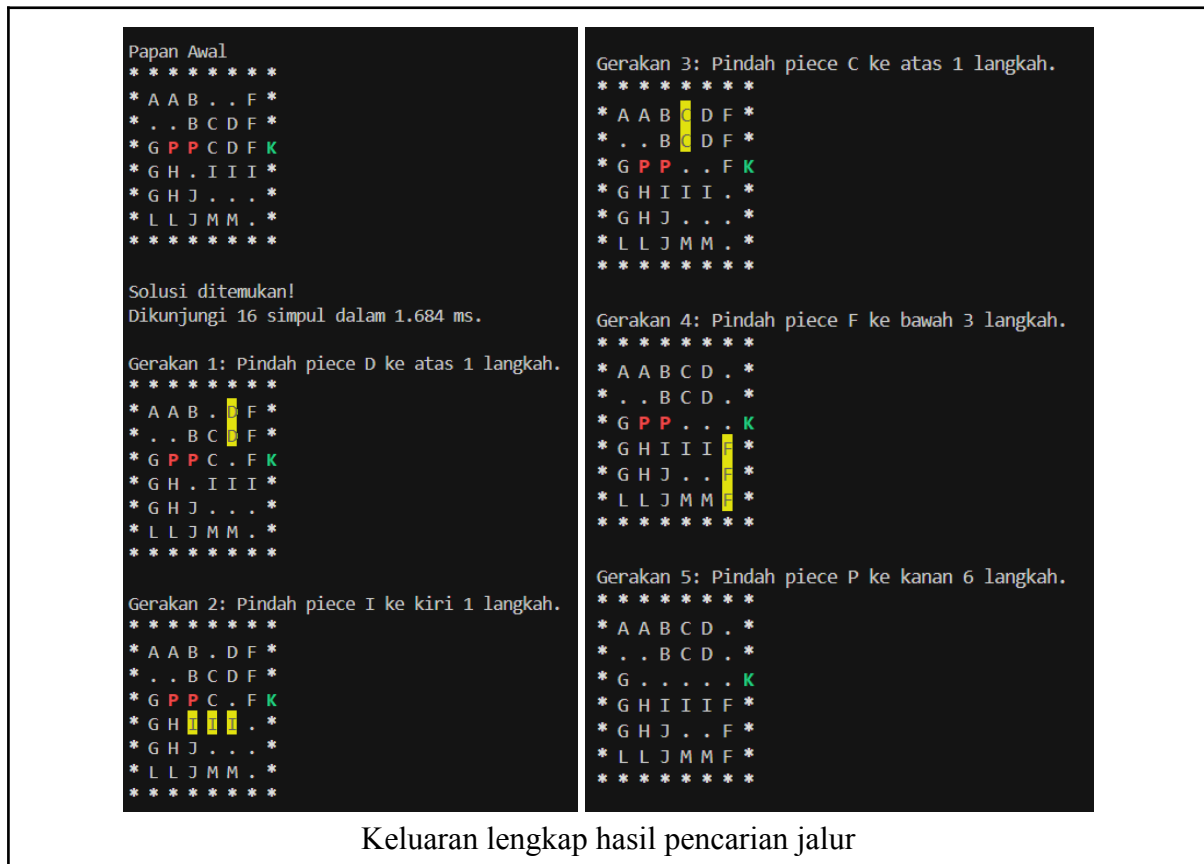 Papan Awal
* * * * * * * *
* A A B . . F *
* . . B C D F *
* G P P C D F K
* G H . I I I *
* G H J . . . *
* L L J M M . *
* * * * * * * *
Solusi ditemukan!
Dikunjungi 16 simpul dalam 1.684 ms.
Gerakan 1: Pindah piece D ke atas 1 langkah.
* * * * * * * *
* A A B . D F *
* . . B C D F *
* G P P C . F K
* G H . I I I *
* G H J . . . *
* L L J M M . *
* * * * * * * *
Gerakan 2: Pindah piece I ke kiri 1 langkah.
* * * * * * * *
* A A B . D F *
* . . B C D F *
* G P P C . F K
* G H I I I . *
* G H J . . . *
* L L J M M . *
* * * * * * * *
Gerakan 3: Pindah piece C ke atas 1 langkah.
* * * * * * * *
* A A B C D F *
* . . B C D F *
* G P P . . F K
* G H I I I . *
* G H J . . . *
* L L J M M . *
* * * * * * * *
Gerakan 4: Pindah piece F ke bawah 3 langkah.
* * * * * * * *
* A A B C D . *
* . . B C D . *
* G P P . . . K
* G H I I I F *
* G H J . . F *
* L L J M M F *
* * * * * * * *
Gerakan 5: Pindah piece P ke kanan 6 langkah.
* * * * * * * *
* A A B C D . *
* . . B C D . *
* G . . . . . K
* G H I I I F *
* G H J . . F *
* L L J M M F *
* * * * * * * *
Keluaran lengkap hasil pencarian jalur